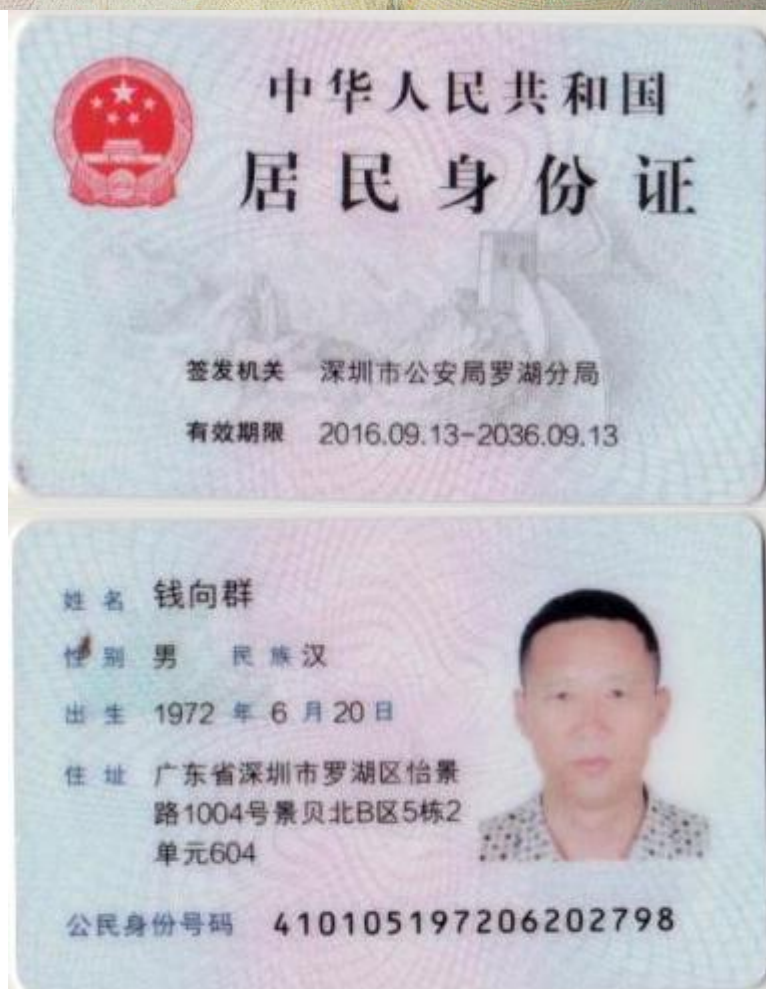 中华人民共和国
居民身份证
签发机关 深圳市公安局罗湖分局
有效期限 2016.09.13-2036.09.13
姓名 钱向群
性别 男 民族 汉
出生 1972 年 6 月 20 日
住址 广东省深圳市罗湖区怡景
路1004号景贝北B区5栋2
单元604
公民身份号码 410105197206202798